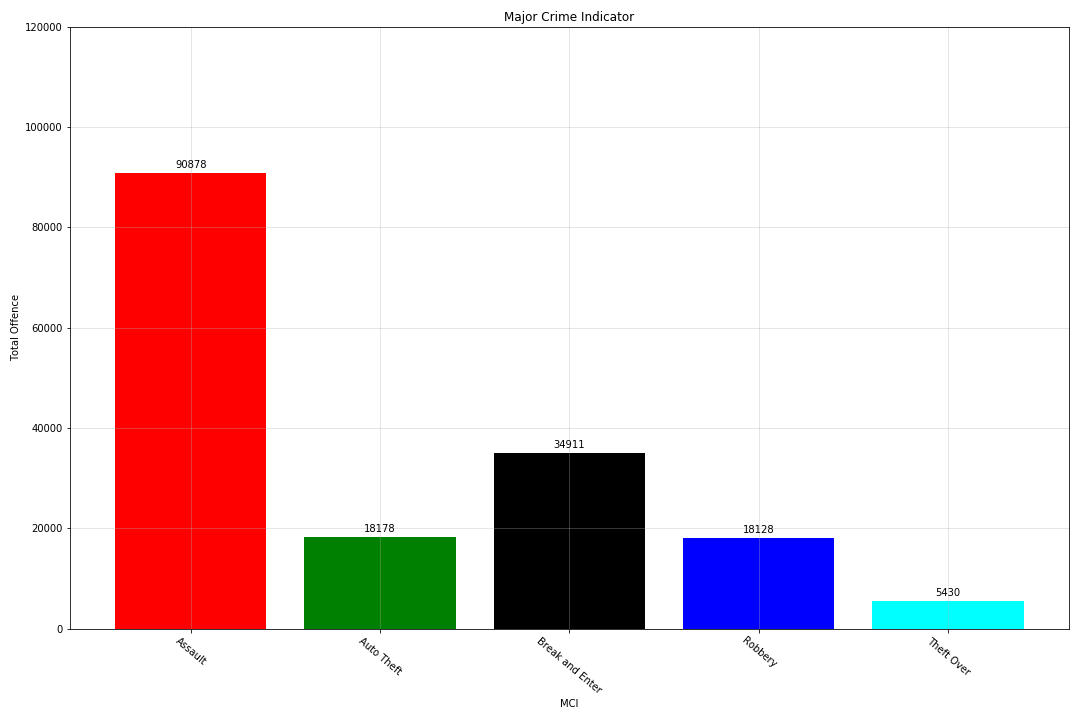 Major Crime Indicator
120000
100000
80000
60000
40000
20000
0
Total Offence
90878
18178
34911
18128
5430
Assault
Auto Theft
Break and Enter
Robbery
Theft Over
MCI